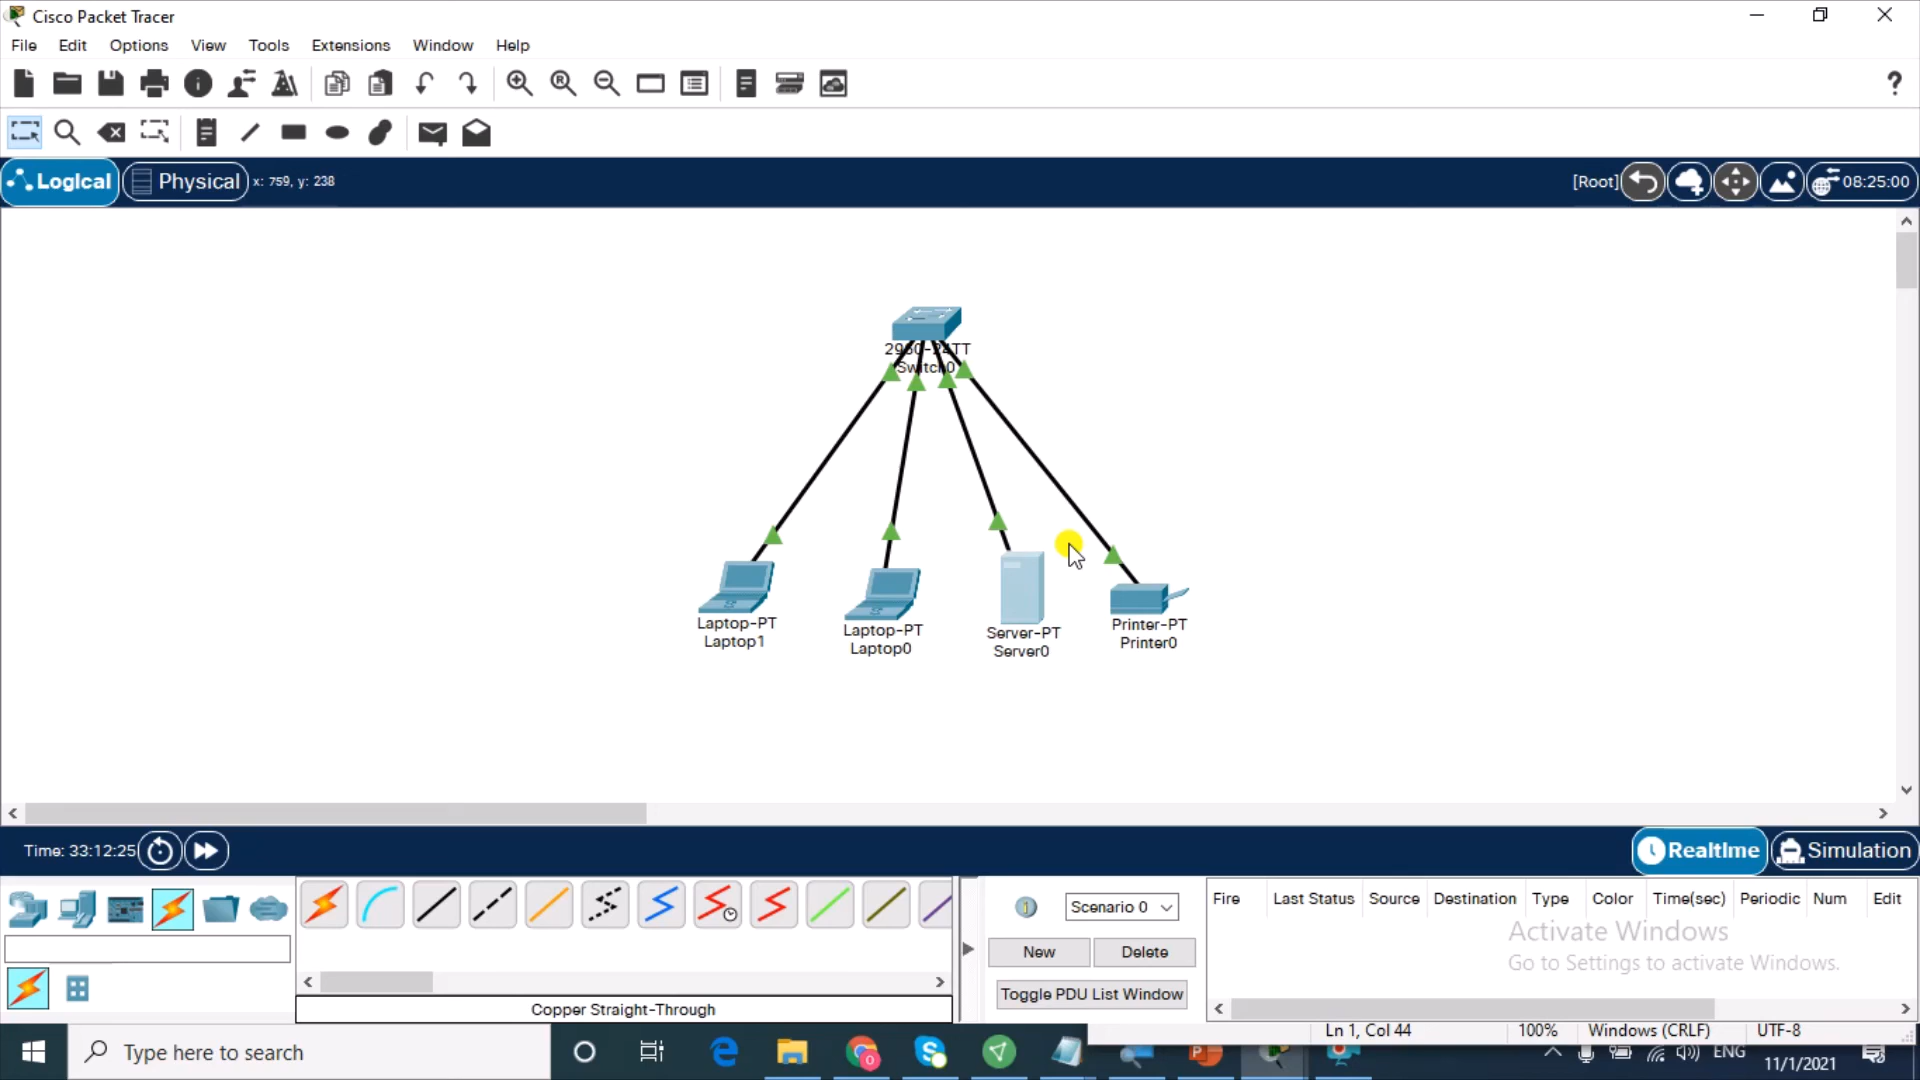 Cisco Packet Tracer
File Edit Options View Tools Extensions Window Help
Logical Physical x: 759, y: 238 [Root] 08:25:00
2960-24TT
Switch0
Laptop-PT
Laptop1
Laptop-PT
Laptop0
Server-PT
Server0
Printer-PT
Printer0
Time: 33:12:25 Realtime Simulation
Scenario 0
New Delete
Toggle PDU List Window
Fire Last Status Source Destination Type Color Time(sec) Periodic Num Edit
Activate Windows
Go to Settings to activate Windows.
Copper Straight-Through
Ln 1, Col 44 100% Windows (CRLF) UTF-8
Type here to search
ENG
11/1/2021